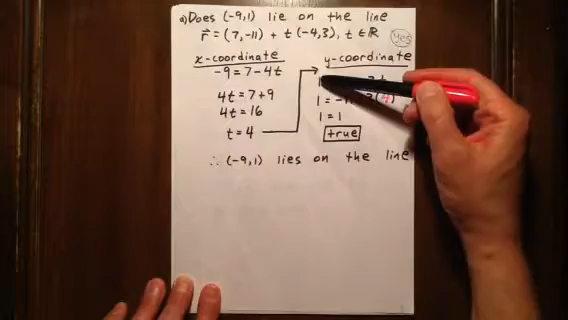 a) Does (-9,1) lie on the line
r⃗ = (7,-11) + t(-4,3), t ∈ ℝ
Yes
x-coordinate
-9 = 7 - 4t
4t = 7 + 9
4t = 16
t = 4
y-coordinate
1 = 1
true
∴ (-9,1) lies on the line